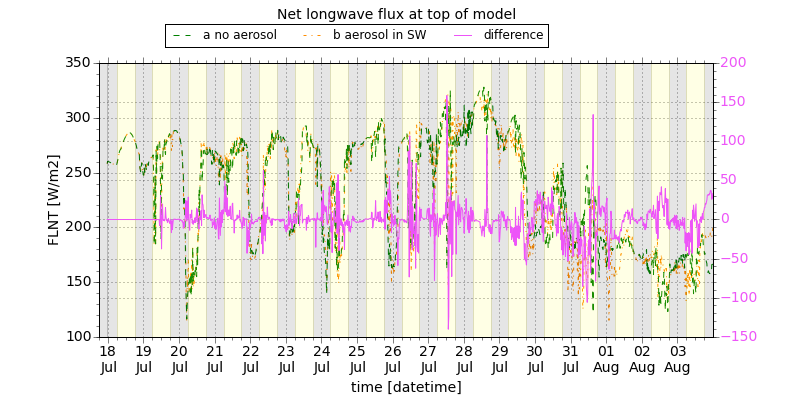 Net longwave flux at top of model
a no aerosol b aerosol in SW difference
350
300
250
200
150
100
FLNT [W/m2]
200
150
100
50
0
−50
−100
−150
18 19 20 21 22 23 24 25 26 27 28 29 30 31 01 02 03
Jul Jul Jul Jul Jul Jul Jul Jul Jul Jul Jul Jul Jul Jul Aug Aug Aug
time [datetime]